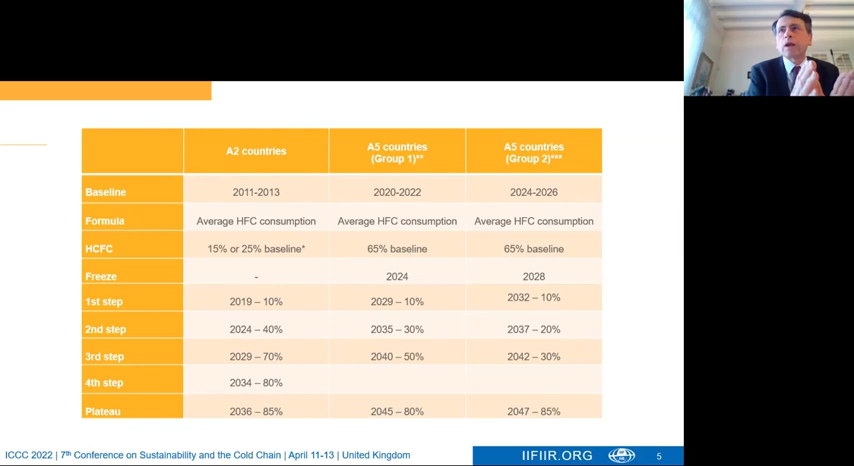 A2 countries
A5 countries
(Group 1)**
A5 countries
(Group 2)***
Baseline 2011-2013 2020-2022 2024-2026
Formula Average HFC consumption Average HFC consumption Average HFC consumption
HCFC 15% or 25% baseline* 65% baseline 65% baseline
Freeze - 2024 2028
1st step 2019 – 10% 2029 – 10% 2032 – 10%
2nd step 2024 – 40% 2035 – 30% 2037 – 20%
3rd step 2029 – 70% 2040 – 50% 2042 – 30%
4th step 2034 – 80%
Plateau 2036 – 85% 2045 – 80% 2047 – 85%
ICCC 2022 | 7th Conference on Sustainability and the Cold Chain | April 11-13 | United Kingdom
IIFIIR.ORG 5